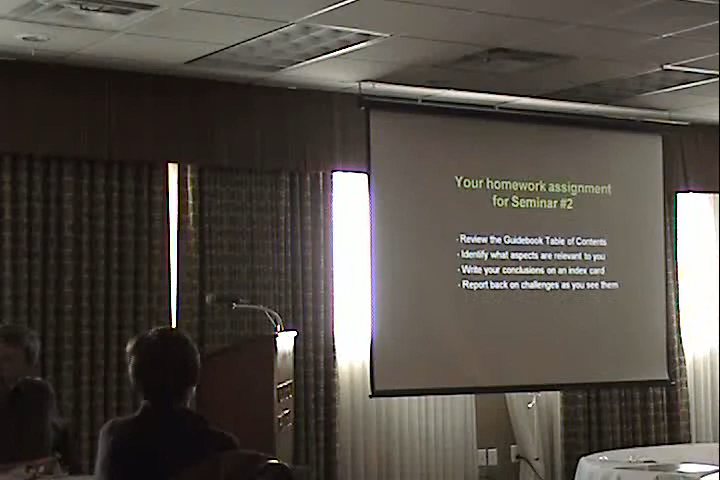 Your homework assignment
for Seminar #2
- Review the Guidebook Table of Contents
- Identify what aspects are relevant to you
- Write your conclusions on an index card
- Report back on challenges as you see them